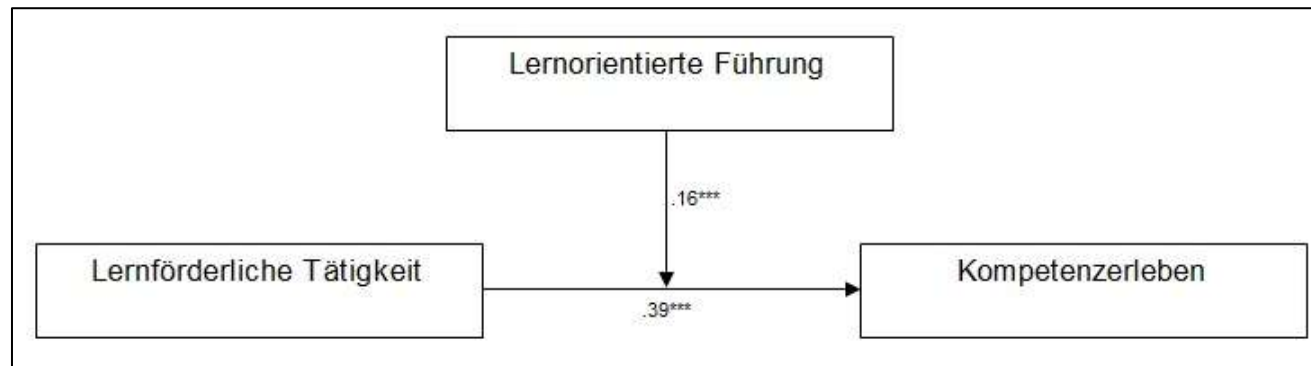 Lernorientierte Führung
.16***
Lernförderliche Tätigkeit
Kompetenzerleben
.39***